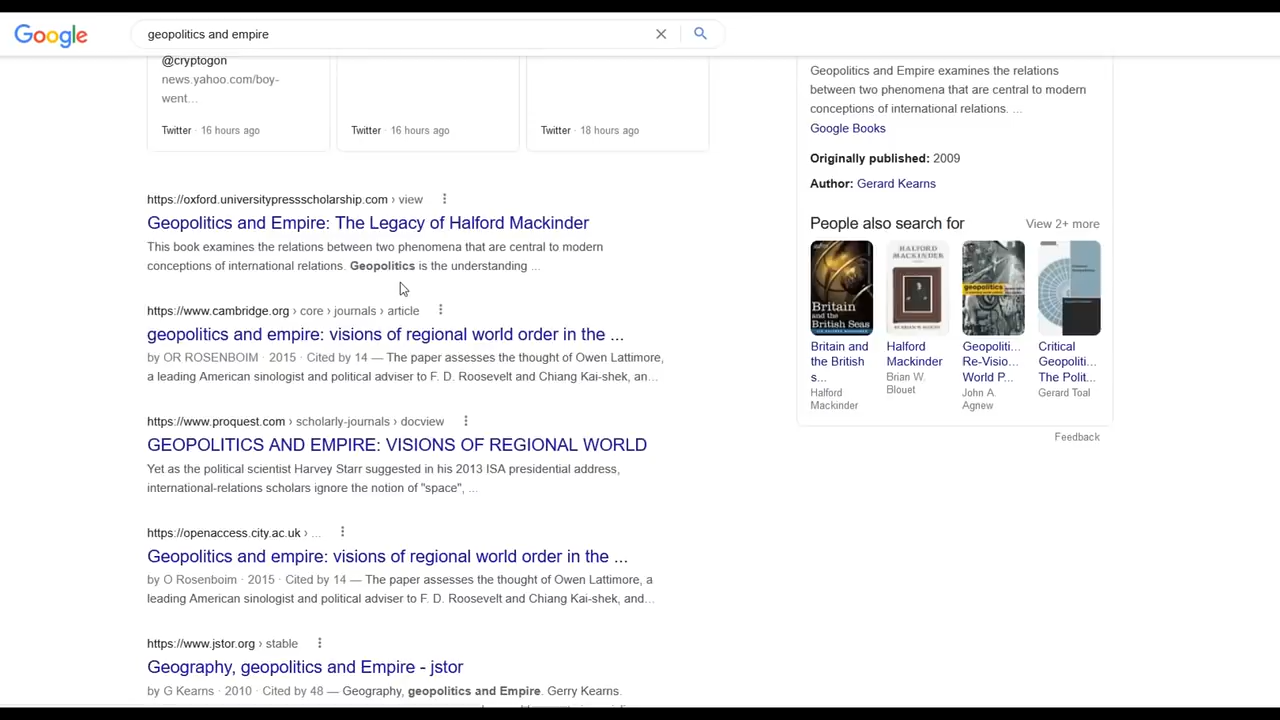 Google
geopolitics and empire
@cryptogon
news.yahoo.com/boy-
went...
Twitter · 16 hours ago
Twitter · 16 hours ago
Twitter · 18 hours ago
https://oxford.universitypressscholarship.com › view
Geopolitics and Empire: The Legacy of Halford Mackinder
This book examines the relations between two phenomena that are central to modern
conceptions of international relations. Geopolitics is the understanding ...
https://www.cambridge.org › core › journals › article
geopolitics and empire: visions of regional world order in the ...
by OR ROSENBOIM · 2015 · Cited by 14 — The paper assesses the thought of Owen Lattimore,
a leading American sinologist and political adviser to F. D. Roosevelt and Chiang Kai-shek, an...
https://www.proquest.com › scholarly-journals › docview
GEOPOLITICS AND EMPIRE: VISIONS OF REGIONAL WORLD
Yet as the political scientist Harvey Starr suggested in his 2013 ISA presidential address,
international-relations scholars ignore the notion of "space", ...
https://openaccess.city.ac.uk › ...
Geopolitics and empire: visions of regional world order in the ...
by O Rosenboim · 2015 · Cited by 14 — The paper assesses the thought of Owen Lattimore, a
leading American sinologist and political adviser to F. D. Roosevelt and Chiang Kai-shek, and...
https://www.jstor.org › stable
Geography, geopolitics and Empire - jstor
by G Kearns · 2010 · Cited by 48 — Geography, geopolitics and Empire. Gerry Kearns.
Geopolitics and Empire examines the relations
between two phenomena that are central to modern
conceptions of international relations. ...
Google Books
Originally published: 2009
Author: Gerard Kearns
People also search for
View 2+ more
Britain
and the
British Seas
HALFORD
MACKINDER
geopolitics
Britain and
the British
s...
Halford
Mackinder
Halford
Mackinder
Brian W.
Blouet
Geopoliti...
Re-Visio...
World P...
John A.
Agnew
Critical
Geopoliti...
The Polit...
Gerard Toal
Feedback